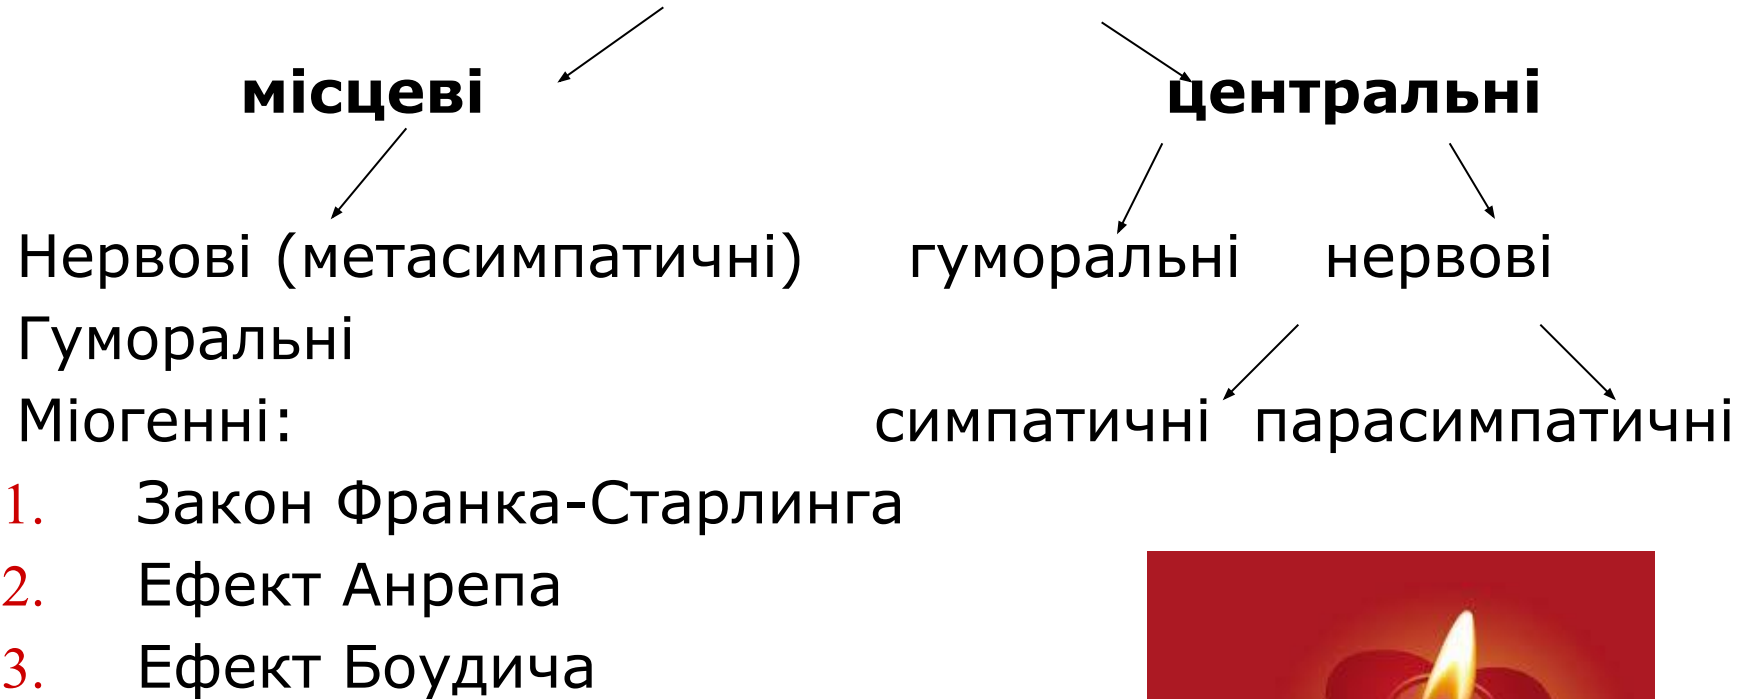 місцеві центральні
Нервові (метасимпатичні) гуморальні нервові
Гуморальні
Міогенні: симпатичні парасимпатичні
1. Закон Франка-Старлинга
2. Ефект Анрепа
3. Ефект Боудича